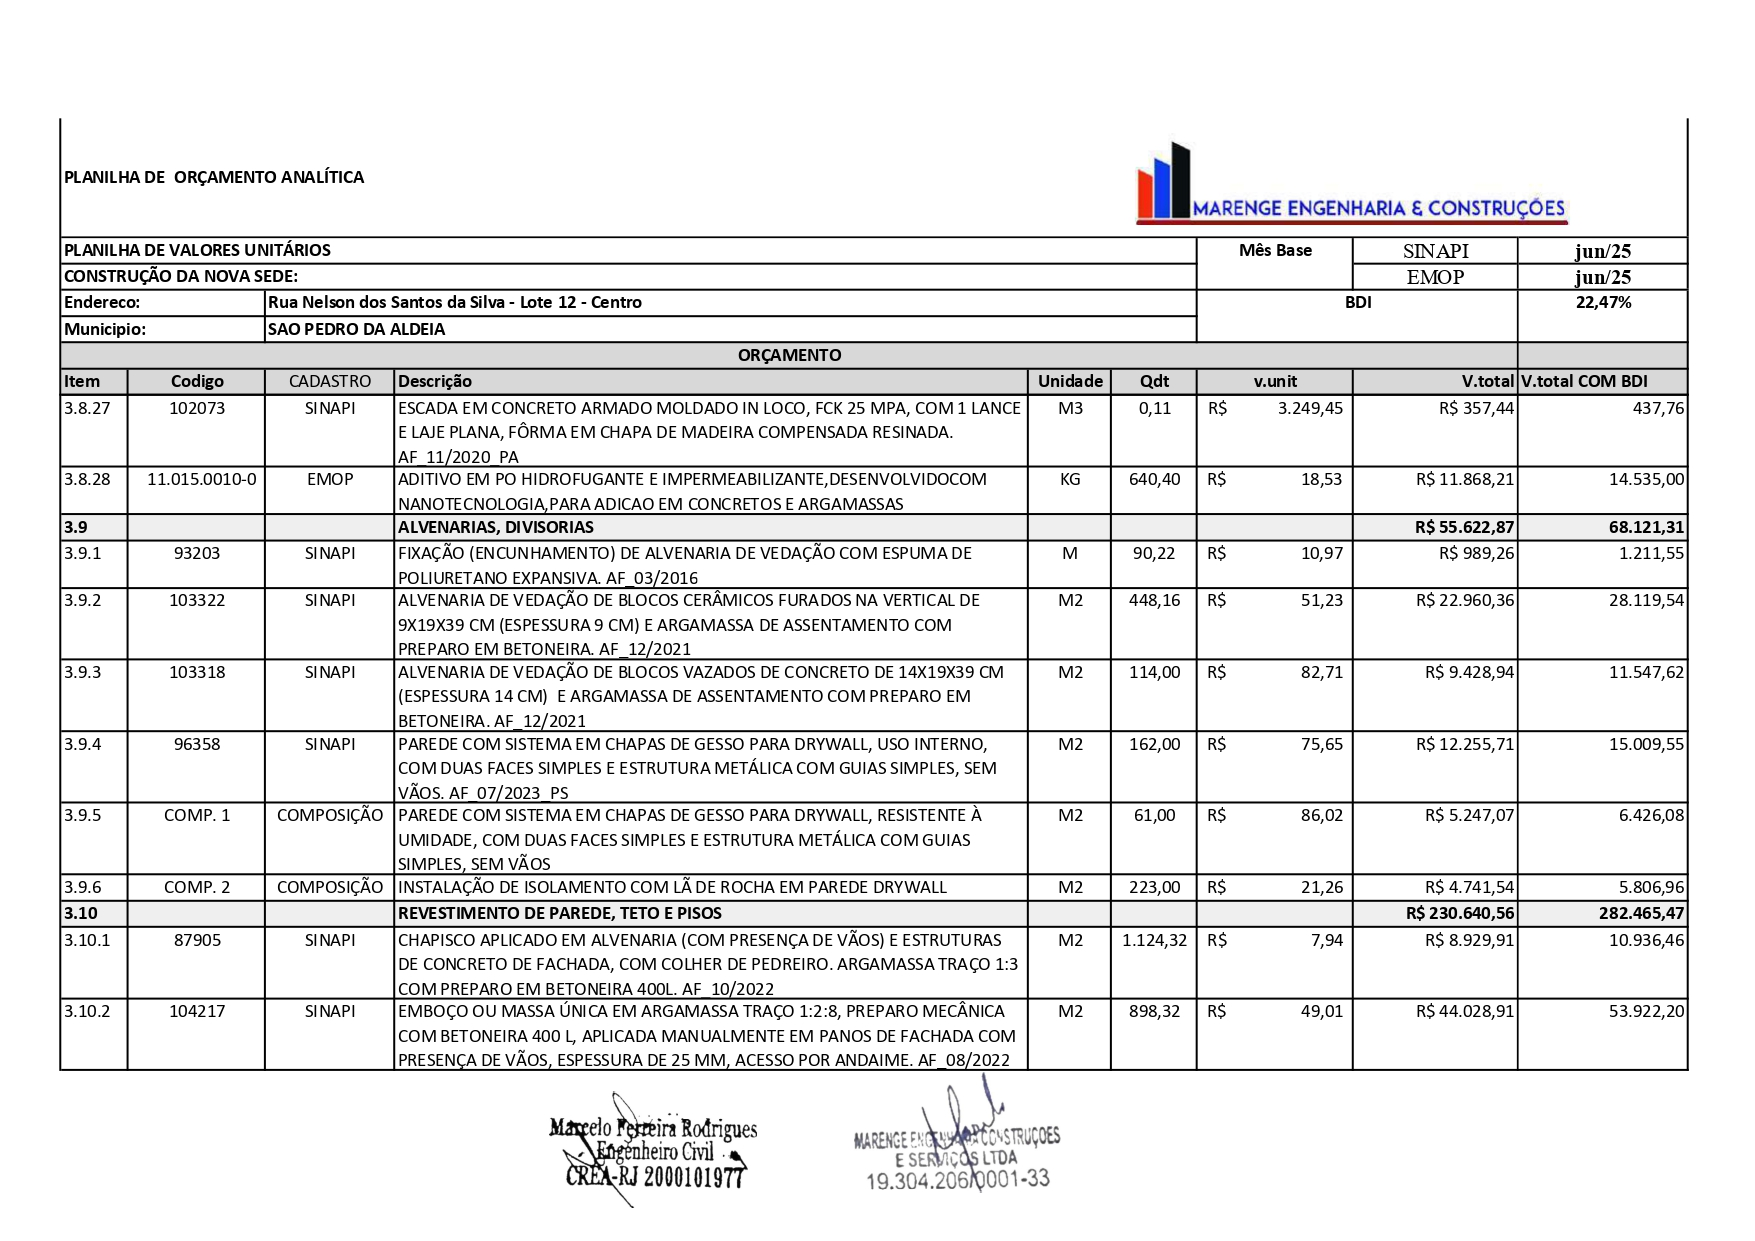 PLANILHA DE  ORÇAMENTO ANALÍTICA
MARENGE ENGENHARIA & CONSTRUÇÕES
PLANILHA DE VALORES UNITÁRIOS Mês Base SINAPI jun/25
CONSTRUÇÃO DA NOVA SEDE: EMOP jun/25
Endereco: Rua Nelson dos Santos da Silva - Lote 12 - Centro BDI 22,47%
Municipio: SAO PEDRO DA ALDEIA
ORÇAMENTO
Item Codigo CADASTRO Descrição Unidade Qdt v.unit V.total V.total COM BDI
3.8.27 102073 SINAPI ESCADA EM CONCRETO ARMADO MOLDADO IN LOCO, FCK 25 MPA, COM 1 LANCE M3 0,11 R$ 3.249,45 R$ 357,44 437,76
E LAJE PLANA, FÔRMA EM CHAPA DE MADEIRA COMPENSADA RESINADA.
AF_11/2020_PA
3.8.28 11.015.0010-0 EMOP ADITIVO EM PO HIDROFUGANTE E IMPERMEABILIZANTE,DESENVOLVIDOCOM KG 640,40 R$ 18,53 R$ 11.868,21 14.535,00
NANOTECNOLOGIA,PARA ADICAO EM CONCRETOS E ARGAMASSAS
3.9 ALVENARIAS, DIVISORIAS R$ 55.622,87 68.121,31
3.9.1 93203 SINAPI FIXAÇÃO (ENCUNHAMENTO) DE ALVENARIA DE VEDAÇÃO COM ESPUMA DE M 90,22 R$ 10,97 R$ 989,26 1.211,55
POLIURETANO EXPANSIVA. AF_03/2016
3.9.2 103322 SINAPI ALVENARIA DE VEDAÇÃO DE BLOCOS CERÂMICOS FURADOS NA VERTICAL DE M2 448,16 R$ 51,23 R$ 22.960,36 28.119,54
9X19X39 CM (ESPESSURA 9 CM) E ARGAMASSA DE ASSENTAMENTO COM
PREPARO EM BETONEIRA. AF_12/2021
3.9.3 103318 SINAPI ALVENARIA DE VEDAÇÃO DE BLOCOS VAZADOS DE CONCRETO DE 14X19X39 CM M2 114,00 R$ 82,71 R$ 9.428,94 11.547,62
(ESPESSURA 14 CM)  E ARGAMASSA DE ASSENTAMENTO COM PREPARO EM
BETONEIRA. AF_12/2021
3.9.4 96358 SINAPI PAREDE COM SISTEMA EM CHAPAS DE GESSO PARA DRYWALL, USO INTERNO, M2 162,00 R$ 75,65 R$ 12.255,71 15.009,55
COM DUAS FACES SIMPLES E ESTRUTURA METÁLICA COM GUIAS SIMPLES, SEM
VÃOS. AF_07/2023_PS
3.9.5 COMP. 1 COMPOSIÇÃO PAREDE COM SISTEMA EM CHAPAS DE GESSO PARA DRYWALL, RESISTENTE À M2 61,00 R$ 86,02 R$ 5.247,07 6.426,08
UMIDADE, COM DUAS FACES SIMPLES E ESTRUTURA METÁLICA COM GUIAS
SIMPLES, SEM VÃOS
3.9.6 COMP. 2 COMPOSIÇÃO INSTALAÇÃO DE ISOLAMENTO COM LÃ DE ROCHA EM PAREDE DRYWALL M2 223,00 R$ 21,26 R$ 4.741,54 5.806,96
3.10 REVESTIMENTO DE PAREDE, TETO E PISOS R$ 230.640,56 282.465,47
3.10.1 87905 SINAPI CHAPISCO APLICADO EM ALVENARIA (COM PRESENÇA DE VÃOS) E ESTRUTURAS M2 1.124,32 R$ 7,94 R$ 8.929,91 10.936,46
DE CONCRETO DE FACHADA, COM COLHER DE PEDREIRO. ARGAMASSA TRAÇO 1:3
COM PREPARO EM BETONEIRA 400L. AF_10/2022
3.10.2 104217 SINAPI EMBOÇO OU MASSA ÚNICA EM ARGAMASSA TRAÇO 1:2:8, PREPARO MECÂNICA M2 898,32 R$ 49,01 R$ 44.028,91 53.922,20
COM BETONEIRA 400 L, APLICADA MANUALMENTE EM PANOS DE FACHADA COM
PRESENÇA DE VÃOS, ESPESSURA DE 25 MM, ACESSO POR ANDAIME. AF_08/2022
Marcelo Ferreira Rodrigues
Engenheiro Civil
CREA-RJ 2000101977
MARENGE ENGENHARIA CONSTRUÇOES
E SERVIÇOS LTDA
19.304.206/0001-33